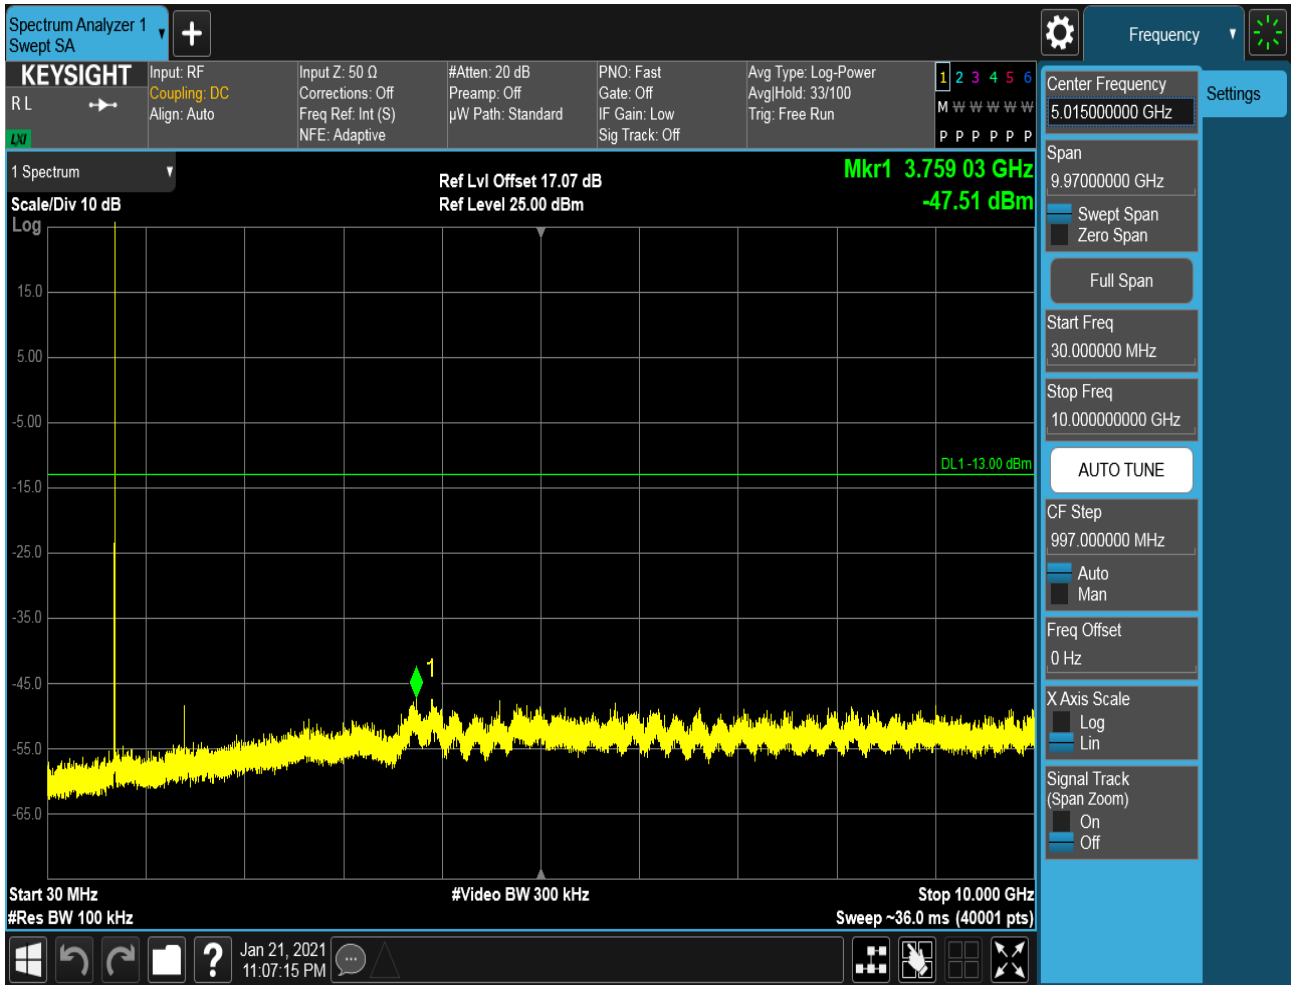 Spectrum Analyzer 1
Swept SA
Frequency
KEYSIGHT
R L
LXI
Input: RF
Coupling: DC
Align: Auto
Input Z: 50 Ω
Corrections: Off
Freq Ref: Int (S)
NFE: Adaptive
#Atten: 20 dB
Preamp: Off
µW Path: Standard
PNO: Fast
Gate: Off
IF Gain: Low
Sig Track: Off
Avg Type: Log-Power
Avg|Hold: 33/100
Trig: Free Run
1 2 3 4 5 6
M W W W W W
P P P P P P
1 Spectrum
Scale/Div 10 dB
Log
Ref Lvl Offset 17.07 dB
Ref Level 25.00 dBm
Mkr1 3.759 03 GHz
-47.51 dBm
15.0
5.00
-5.00
DL1 -13.00 dBm
-15.0
-25.0
-35.0
1
-45.0
-55.0
-65.0
Start 30 MHz
#Video BW 300 kHz
Stop 10.000 GHz
#Res BW 100 kHz
Sweep ~36.0 ms (40001 pts)
?
Jan 21, 2021
11:07:15 PM
Center Frequency
5.015000000 GHz
Settings
Span
9.97000000 GHz
Swept Span
Zero Span
Full Span
Start Freq
30.000000 MHz
Stop Freq
10.000000000 GHz
AUTO TUNE
CF Step
997.000000 MHz
Auto
Man
Freq Offset
0 Hz
X Axis Scale
Log
Lin
Signal Track
(Span Zoom)
On
Off